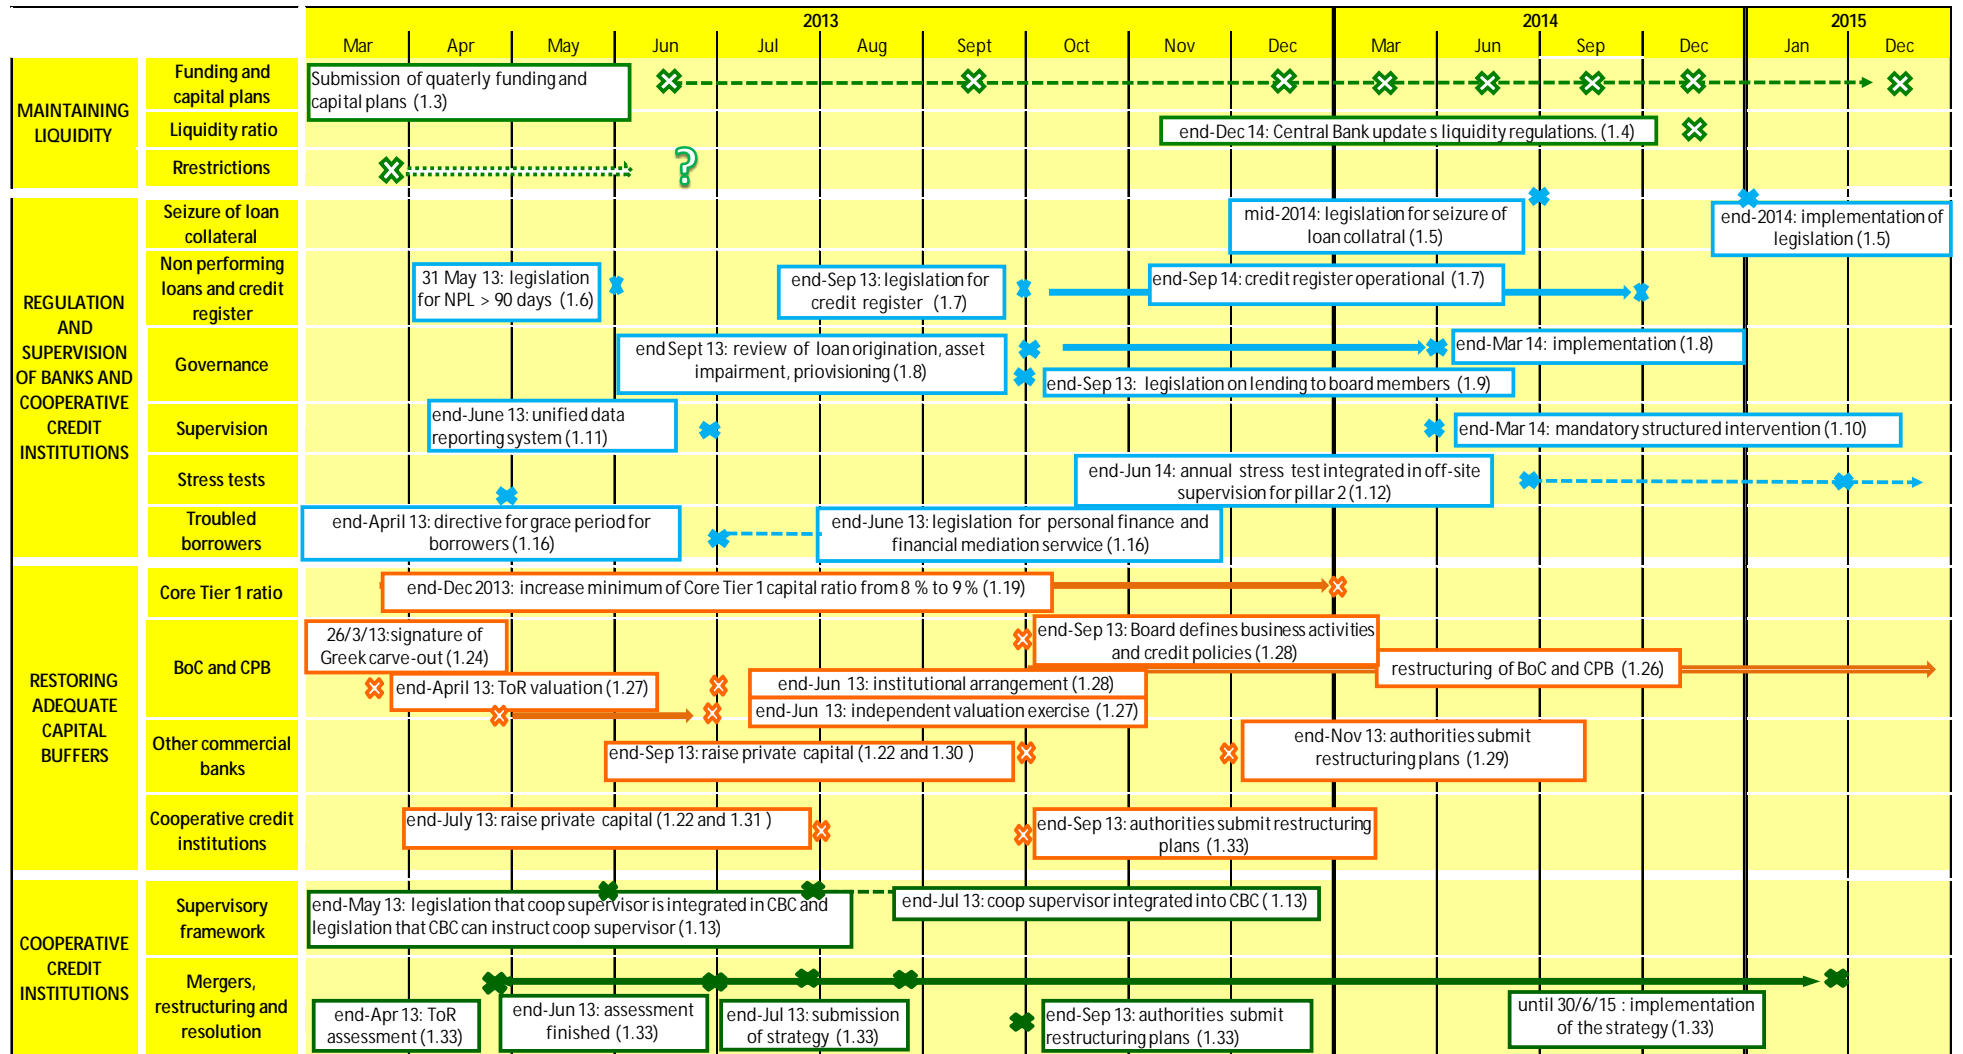 2013
2014
2015
Mar
Apr
May
Jun
Jul
Aug
Sept
Oct
Nov
Dec
Mar
Jun
Sep
Dec
Jan
Dec
MAINTAINING
LIQUIDITY
Funding and
capital plans
Submission of quaterly funding and
capital plans (1.3)
Liquidity ratio
end-Dec 14: Central Bank update s liquidity regulations. (1.4)
Rrestrictions
?
REGULATION
AND
SUPERVISION
OF BANKS AND
COOPERATIVE
CREDIT
INSTITUTIONS
Seizure of loan
collateral
mid-2014: legislation for seizure of
loan collatral (1.5)
end-2014: implementation of
legislation (1.5)
Non performing
loans and credit
register
31 May 13: legislation
for NPL > 90 days (1.6)
end-Sep 13: legislation for
credit register (1.7)
end-Sep 14: credit register operational (1.7)
Governance
end Sept 13: review of loan origination, asset
impairment, priovisioning (1.8)
end-Mar 14: implementation (1.8)
end-Sep 13: legislation on lending to board members (1.9)
Supervision
end-June 13: unified data
reporting system (1.11)
end-Mar 14: mandatory structured intervention (1.10)
Stress tests
end-Jun 14: annual stress test integrated in off-site
supervision for pillar 2 (1.12)
Troubled
borrowers
end-April 13: directive for grace period for
borrowers (1.16)
end-June 13: legislation for personal finance and
financial mediation servvice (1.16)
RESTORING
ADEQUATE
CAPITAL
BUFFERS
Core Tier 1 ratio
end-Dec 2013: increase minimum of Core Tier 1 capital ratio from 8 % to 9 % (1.19)
BoC and CPB
26/3/13:signature of
Greek carve-out (1.24)
end-Sep 13: Board defines business activities
and credit policies (1.28)
restructuring of BoC and CPB (1.26)
end-April 13: ToR valuation (1.27)
end-Jun 13: institutional arrangement (1.28)
end-Jun 13: independent valuation exercise (1.27)
Other commercial
banks
end-Sep 13: raise private capital (1.22 and 1.30 )
end-Nov 13: authorities submit
restructuring plans (1.29)
Cooperative credit
institutions
end-July 13: raise private capital (1.22 and 1.31 )
end-Sep 13: authorities submit restructuring
plans (1.33)
COOPERATIVE
CREDIT
INSTITUTIONS
Supervisory
framework
end-May 13: legislation that coop supervisor is integrated in CBC and
legislation that CBC can instruct coop supervisor (1.13)
end-Jul 13: coop supervisor integrated into CBC ( 1.13)
Mergers,
restructuring and
resolution
end-Apr 13: ToR
assessment (1.33)
end-Jun 13: assessment
finished (1.33)
end-Jul 13: submission
of strategy (1.33)
end-Sep 13: authorities submit
restructuring plans (1.33)
until 30/6/15 : implementation
of the strategy (1.33)